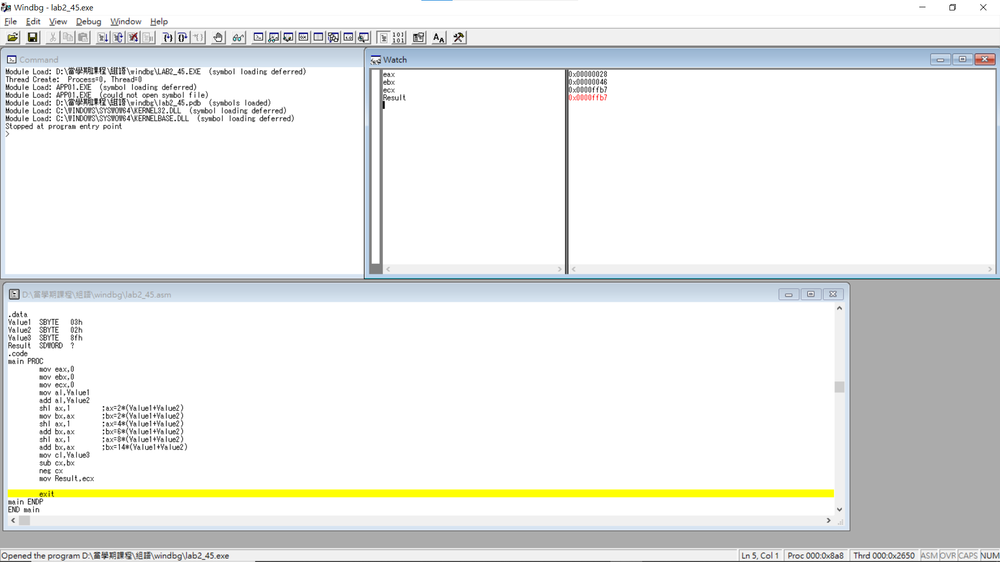 Windbg - lab2_45.exe
File Edit View Debug Window Help
Command
Module Load: D:\當學期課程\組語\windbg\LAB2_45.EXE (symbol loading deferred)
Thread Create: Process=0, Thread=0
Module Load: APP01.EXE (symbol loading deferred)
Module Load: APP01.EXE (could not open symbol file)
Module Load: D:\當學期課程\組語\windbg\lab2_45.pdb (symbols loaded)
Module Load: C:\WINDOWS\SYSWOW64\KERNEL32.DLL (symbol loading deferred)
Module Load: C:\WINDOWS\SYSWOW64\KERNELBASE.DLL (symbol loading deferred)
Stopped at program entry point
>
Watch
eax 0x00000028
ebx 0x00000046
ecx 0x0000ffb7
Result 0x0000ffb7
D:\當學期課程\組語\windbg\lab2_45.asm
.data
Value1 SBYTE 03h
Value2 SBYTE 02h
Value3 SBYTE 8fh
Result SDWORD ?
.code
main PROC
mov eax,0
mov ebx,0
mov ecx,0
mov al,Value1
add al,Value2
shl ax,1 ;ax=2*(Value1+Value2)
mov bx,ax ;bx=2*(Value1+Value2)
shl ax,1 ;ax=4*(Value1+Value2)
add bx,ax ;bx=6*(Value1+Value2)
shl ax,1 ;ax=8*(Value1+Value2)
add bx,ax ;bx=14*(Value1+Value2)
mov cl,Value3
sub cx,bx
neg cx
mov Result,ecx
exit
main ENDP
END main
Opened the program D:\當學期課程\組語\windbg\lab2_45.exe Ln 5, Col 1 Proc 000:0x8a8 Thrd 000:0x2650 ASM OVR CAPS NUM